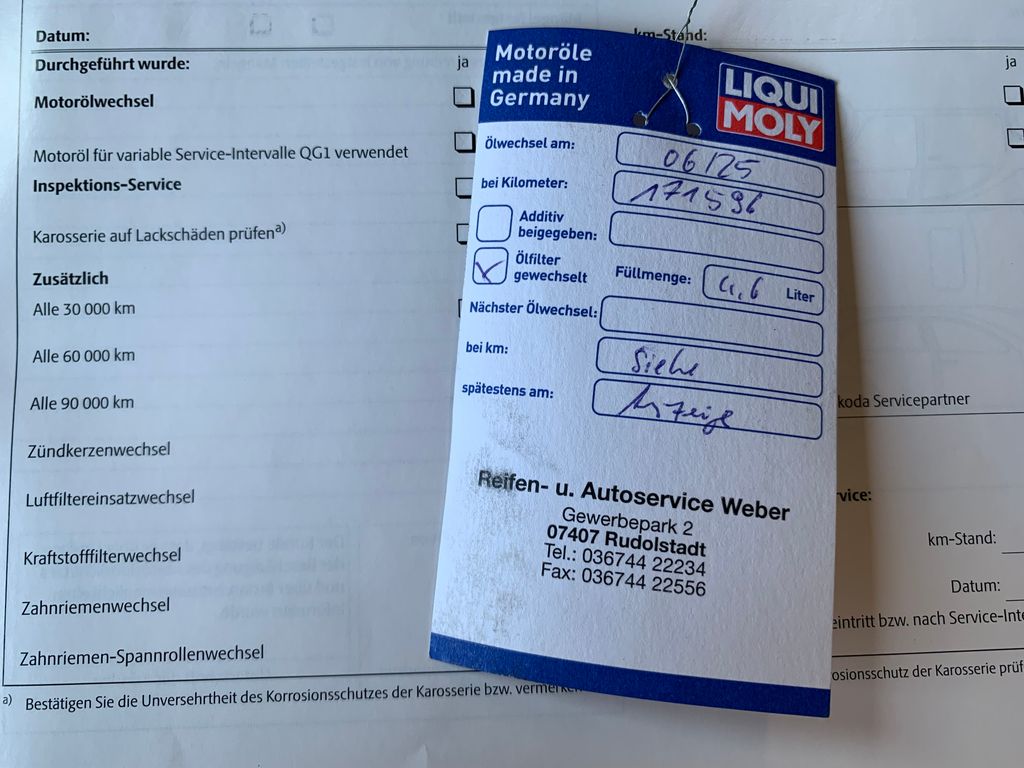 Datum:
km-Stand:
Durchgeführt wurde:
ja
ja
Motorölwechsel
Motoröl für variable Service-Intervalle QG1 verwendet
Inspektions-Service
Karosserie auf Lackschäden prüfen a)
Zusätzlich
Alle 30 000 km
Alle 60 000 km
Alle 90 000 km
Zündkerzenwechsel
Luftfiltereinsatzwechsel
Kraftstofffilterwechsel
Zahnriemenwechsel
Zahnriemen-Spannrollenwechsel
a) Bestätigen Sie die Unversehrtheit des Korrosionsschutzes der Karosserie bzw.
Motoröle
made in
Germany
LIQUI
MOLY
Ölwechsel am: 06/25
bei Kilometer: 171596
Additiv
beigegeben:
Ölfilter
gewechselt
Füllmenge: 4,6 Liter
Nächster Ölwechsel:
bei km: Siehe
spätestens am: Anzeige
Reifen- u. Autoservice Weber
Gewerbepark 2
07407 Rudolstadt
Tel.: 036744 22234
Fax: 036744 22556
koda Servicepartner
vice:
km-Stand:
Datum:
eintritt bzw. nach Service-Inte
osionsschutz der Karosserie prüf